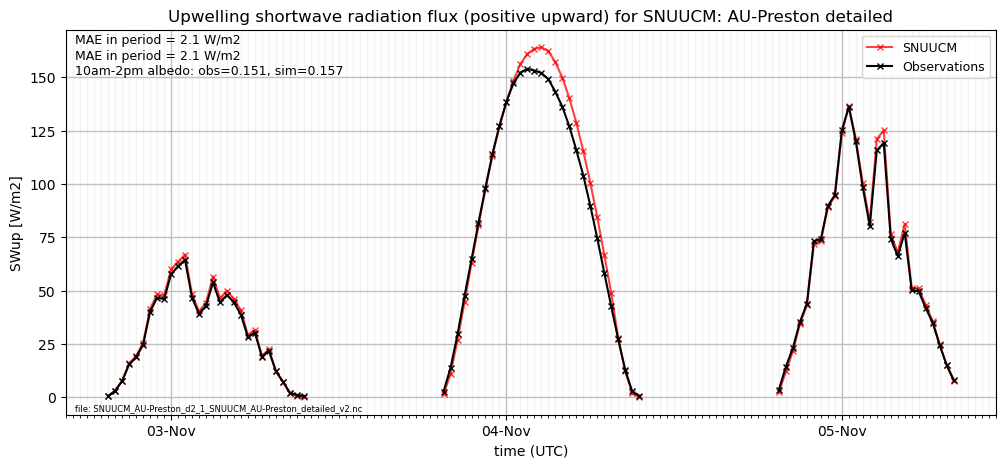 Upwelling shortwave radiation flux (positive upward) for SNUUCM: AU-Preston detailed
MAE in period = 2.1 W/m2
MAE in period = 2.1 W/m2
10am-2pm albedo: obs=0.151, sim=0.157
SNUUCM
Observations
SWup [W/m2]
150
125
100
75
50
25
0
file: SNUUCM_AU-Preston_d2_1_SNUUCM_AU-Preston_detailed_v2.nc
03-Nov
04-Nov
05-Nov
time (UTC)